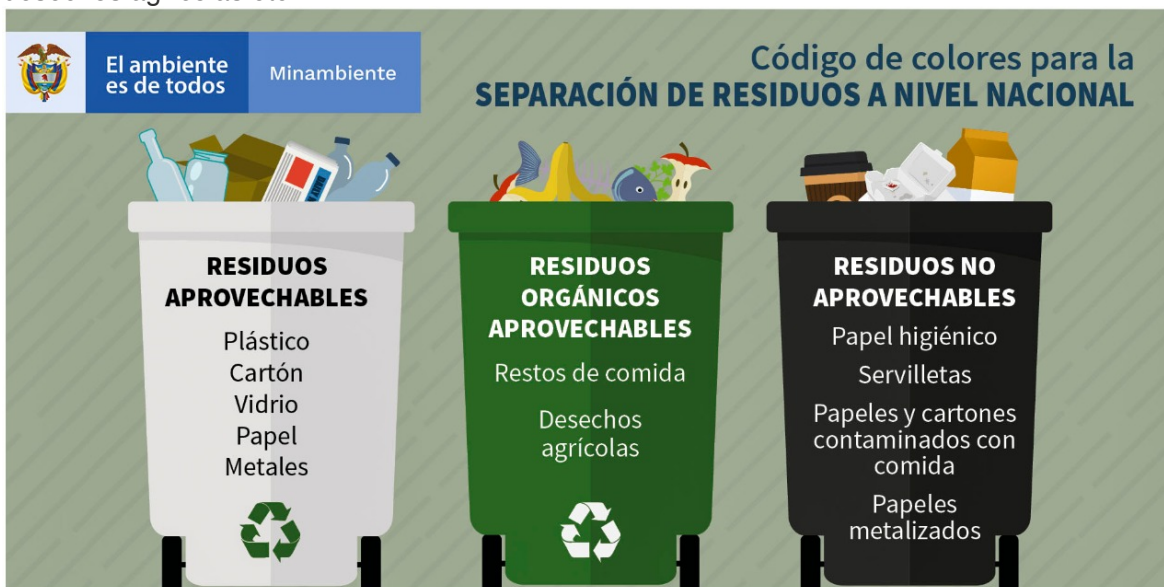 El ambiente
es de todos
Minambiente
Código de colores para la
SEPARACIÓN DE RESIDUOS A NIVEL NACIONAL
RESIDUOS
APROVECHABLES
Plástico
Cartón
Vidrio
Papel
Metales
RESIDUOS
ORGÁNICOS
APROVECHABLES
Restos de comida
Desechos
agrícolas
RESIDUOS NO
APROVECHABLES
Papel higiénico
Servilletas
Papeles y cartones
contaminados con
comida
Papeles
metalizados